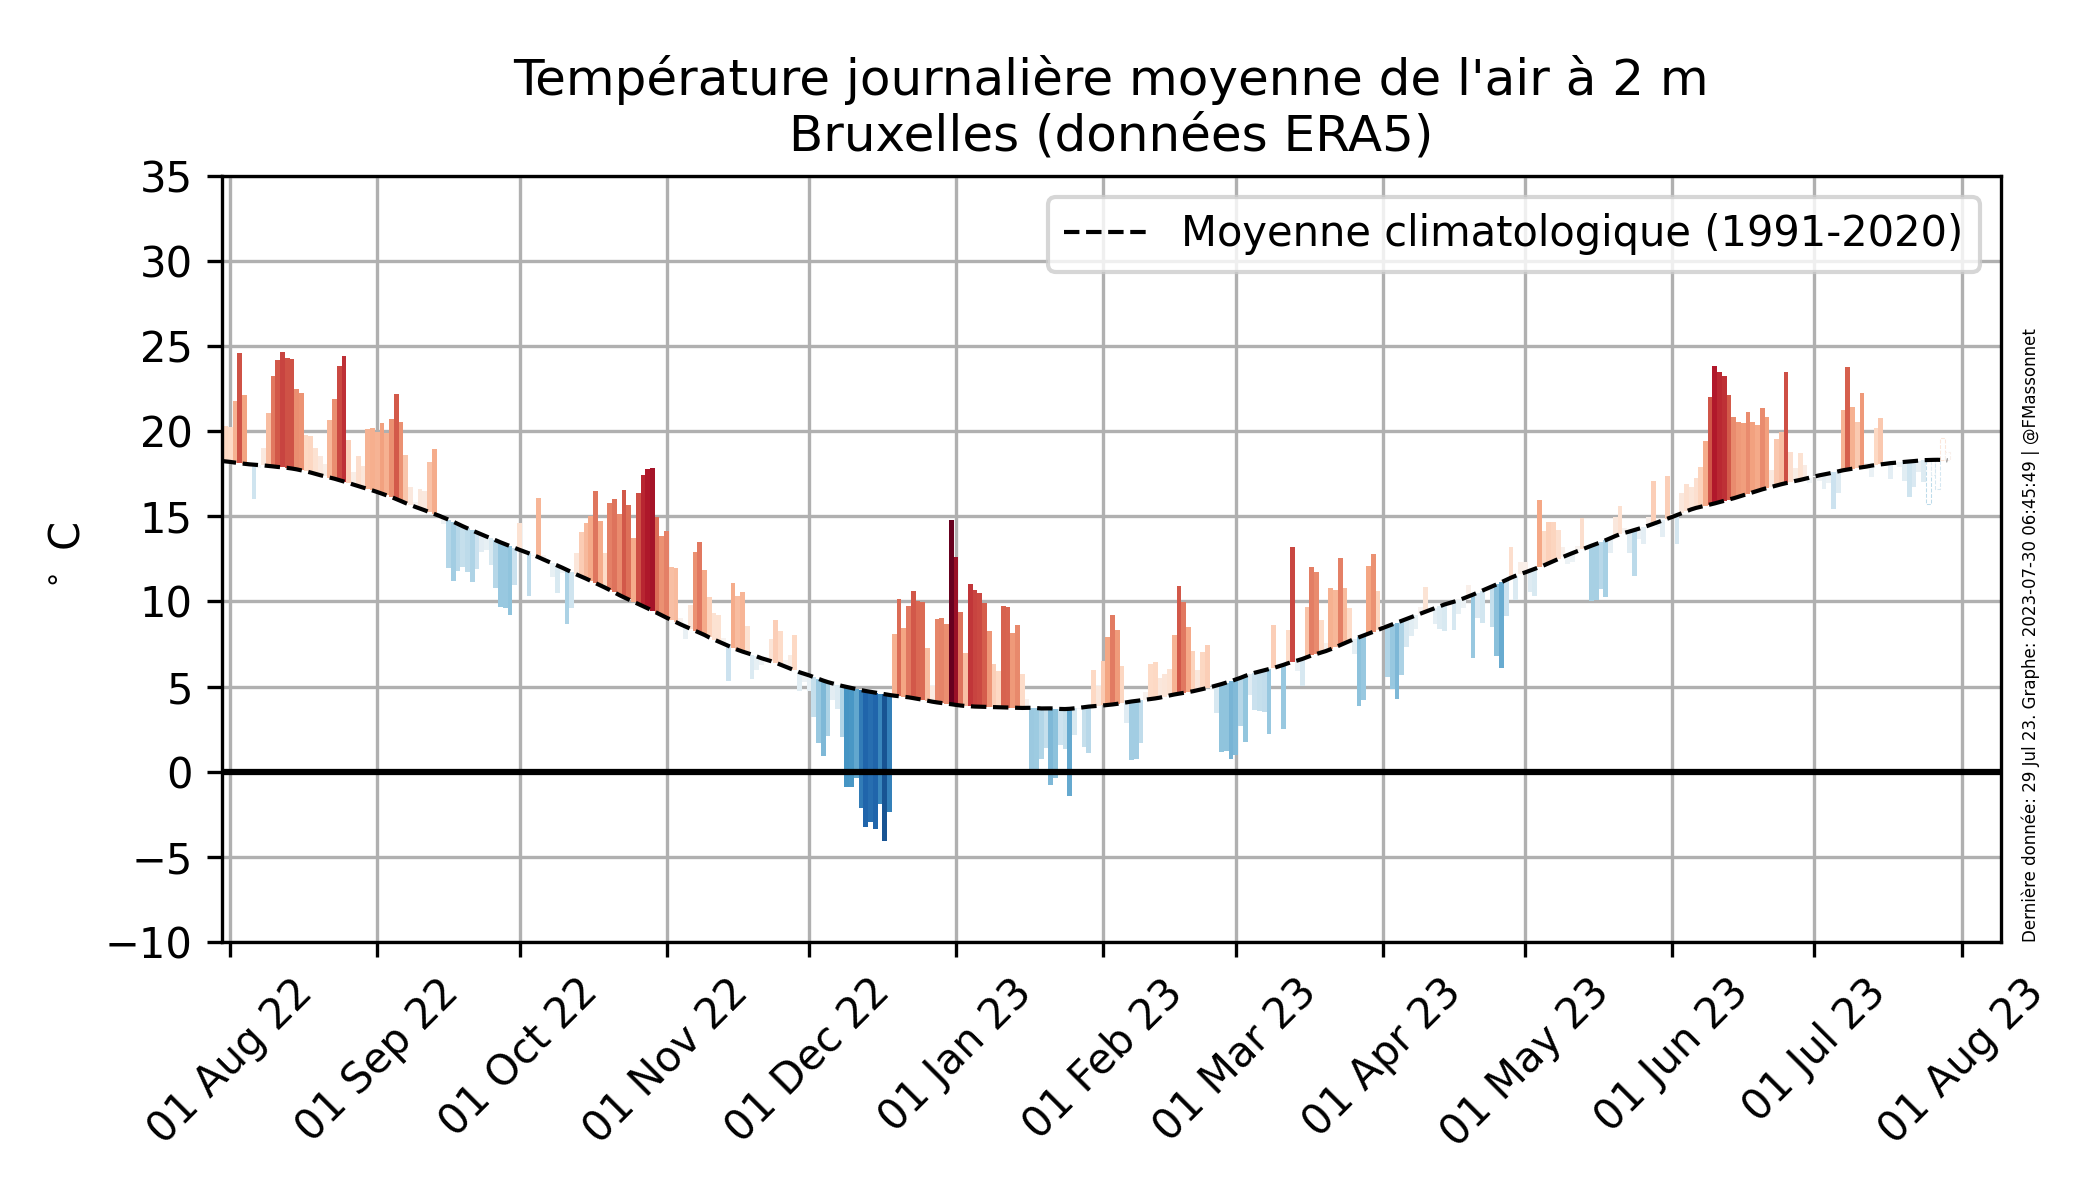 Température journalière moyenne de l'air à 2 m
Bruxelles (données ERA5)
35
30
25
20
15
10
5
0
−5
−10
° C
Moyenne climatologique (1991-2020)
01 Aug 22
01 Sep 22
01 Oct 22
01 Nov 22
01 Dec 22
01 Jan 23
01 Feb 23
01 Mar 23
01 Apr 23
01 May 23
01 Jun 23
01 Jul 23
01 Aug 23
Dernière donnée: 29 Jul 23. Graphe: 2023-07-30 06:45:49 | @FMassonnet